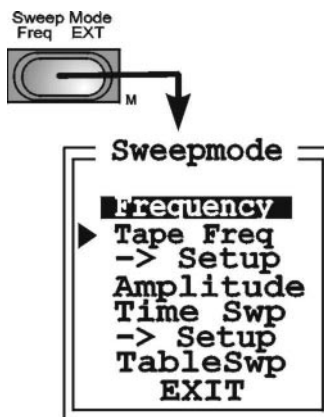 Sweep Mode
Freq EXT
M
Sweepmode
Frequency
Tape Freq
-> Setup
Amplitude
Time Swp
-> Setup
TableSwp
EXIT